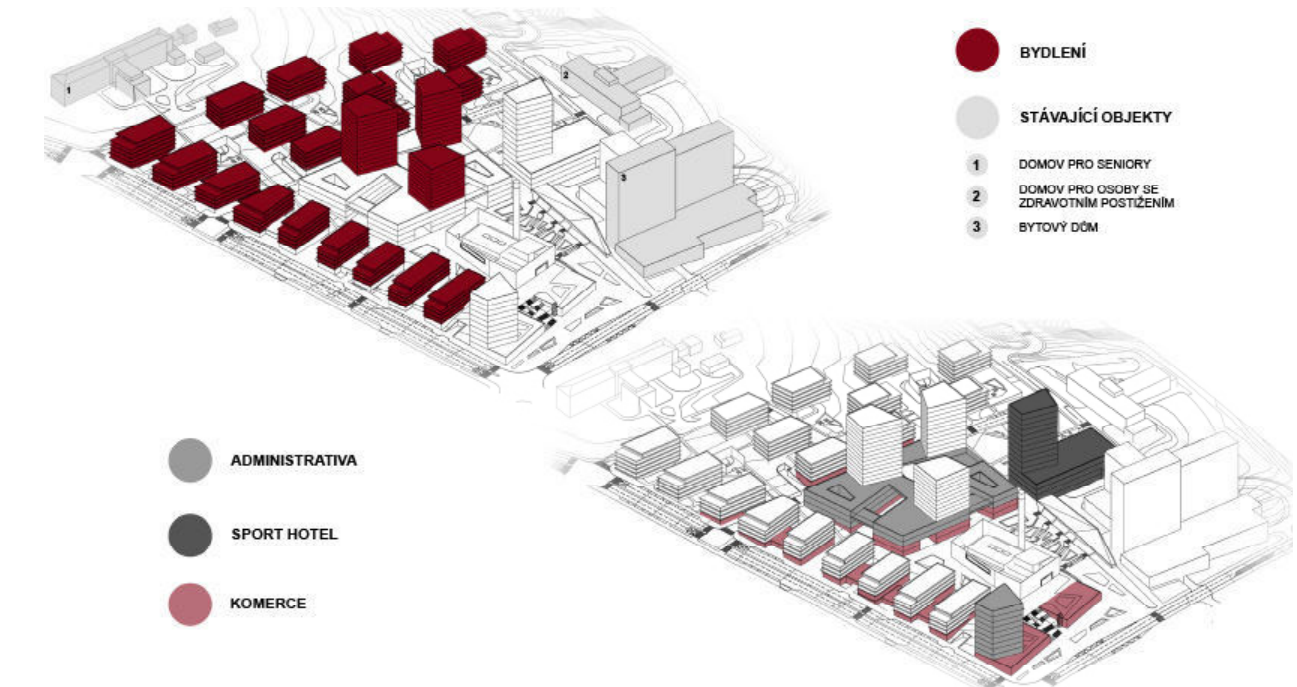 BYDLENÍ
STÁVAJÍCÍ OBJEKTY
1 DOMOV PRO SENIORY
2 DOMOV PRO OSOBY SE
ZDRAVOTNÍM POSTIŽENÍM
3 BYTOVÝ DŮM
1
2
3
ADMINISTRATIVA
SPORT HOTEL
KOMERCE